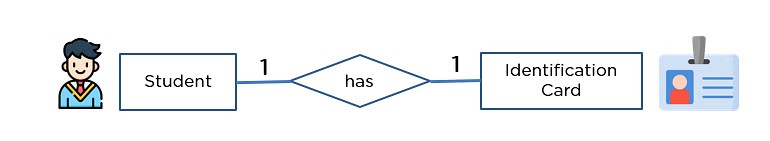 Student
1
has
1
Identification
Card